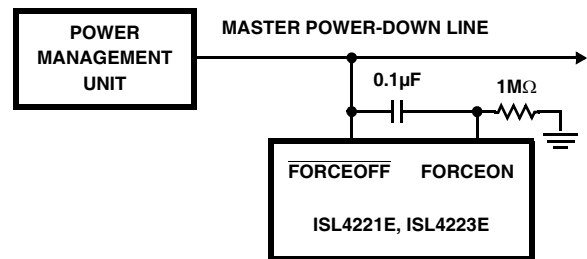 POWER
MANAGEMENT
UNIT
MASTER POWER-DOWN LINE
0.1µF
1MΩ
FORCEOFF FORCEON
ISL4221E, ISL4223E